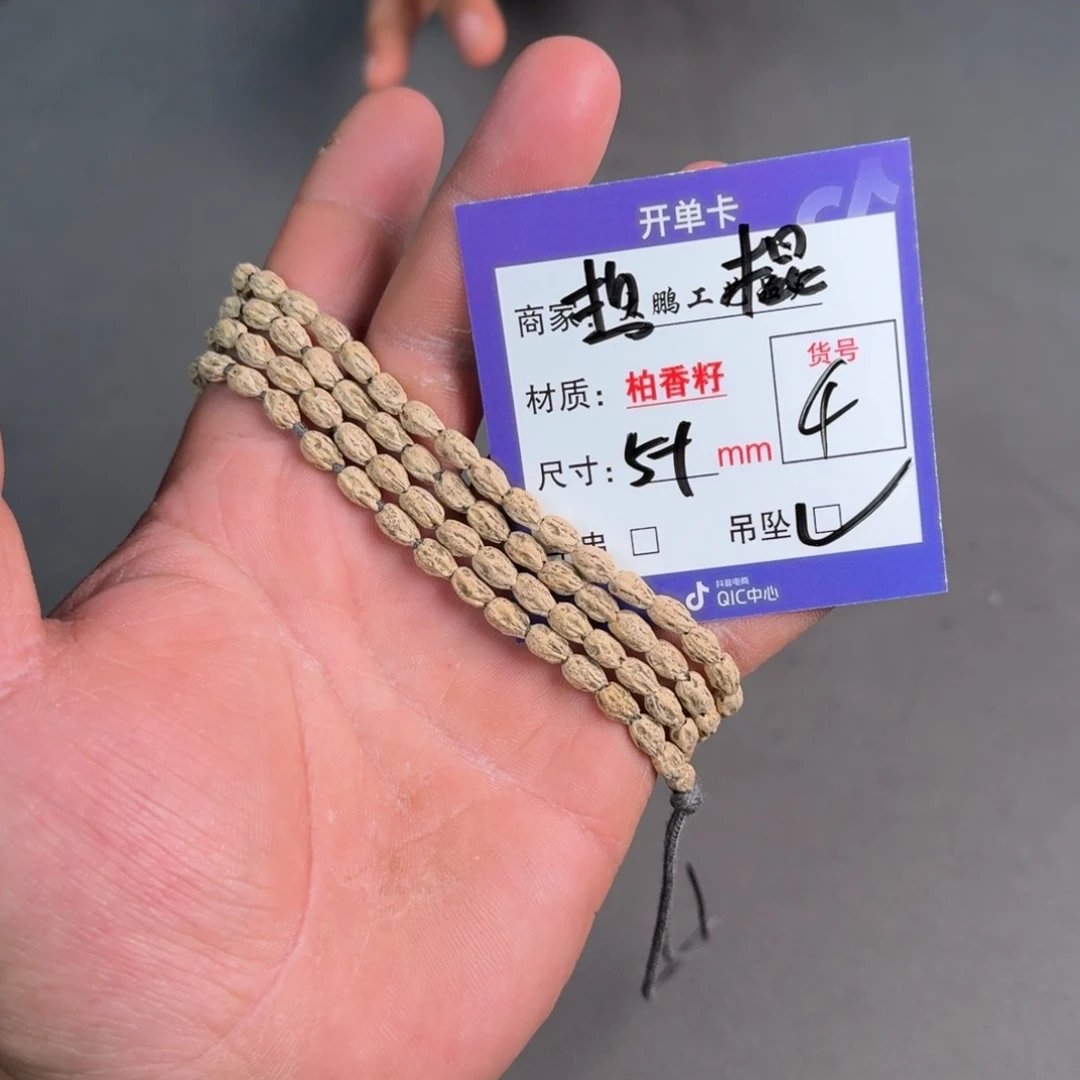 开单卡
商家: 鹏工
材质: 柏香籽
货号
4
尺寸: 5+ mm
串 □ 吊坠 □
抖音电商
QIC中心